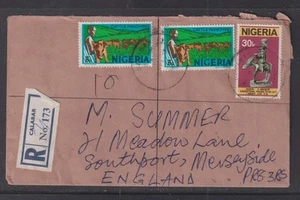 NIGERIA
NIGERIA
NIGERIA
30k
10
CALABAR
R No/173
M. SUMMER
21 Meadow Lane
Southport, Merseyside
ENGLAND PR8 3RS